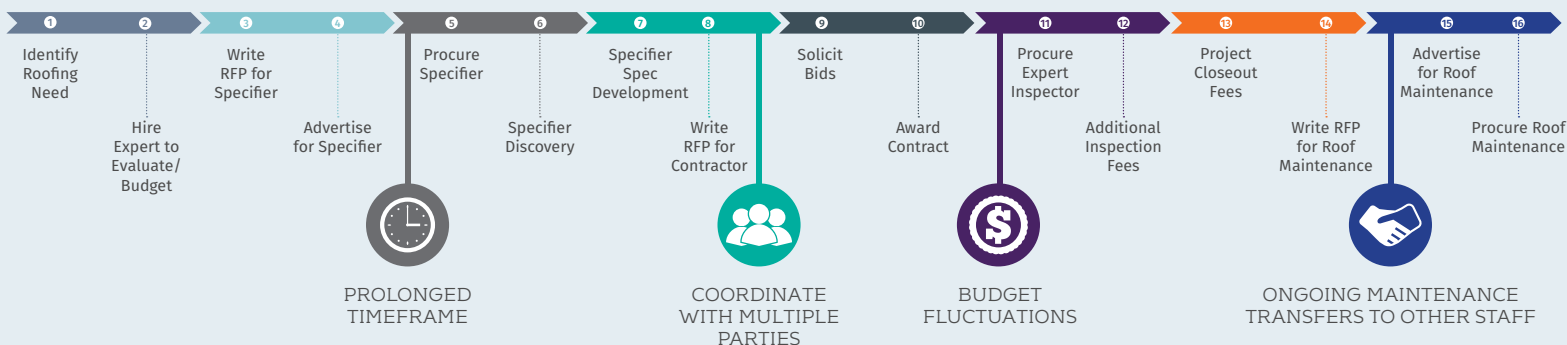 1
2
3
4
5
6
7
8
9
10
11
12
13
14
15
16
Identify
Roofing
Need
Hire
Expert to
Evaluate/
Budget
Write
RFP for
Specifier
Advertise
for Specifier
Procure
Specifier
Specifier
Discovery
Specifier
Spec
Development
Write
RFP for
Contractor
Solicit
Bids
Award
Contract
Procure
Expert
Inspector
Additional
Inspection
Fees
Project
Closeout
Fees
Write RFP
for Roof
Maintenance
Advertise
for Roof
Maintenance
Procure Roof
Maintenance
PROLONGED
TIMEFRAME
COORDINATE
WITH MULTIPLE
PARTIES
$
BUDGET
FLUCTUATIONS
ONGOING MAINTENANCE
TRANSFERS TO OTHER STAFF